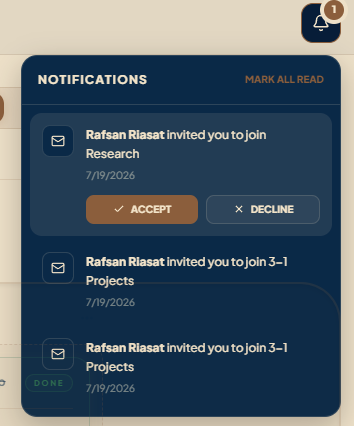 1
NOTIFICATIONS
MARK ALL READ
Rafsan Riasat invited you to join
Research
7/19/2026
ACCEPT
DECLINE
Rafsan Riasat invited you to join 3–1
Projects
7/19/2026
Rafsan Riasat invited you to join 3–1
Projects
7/19/2026
DONE